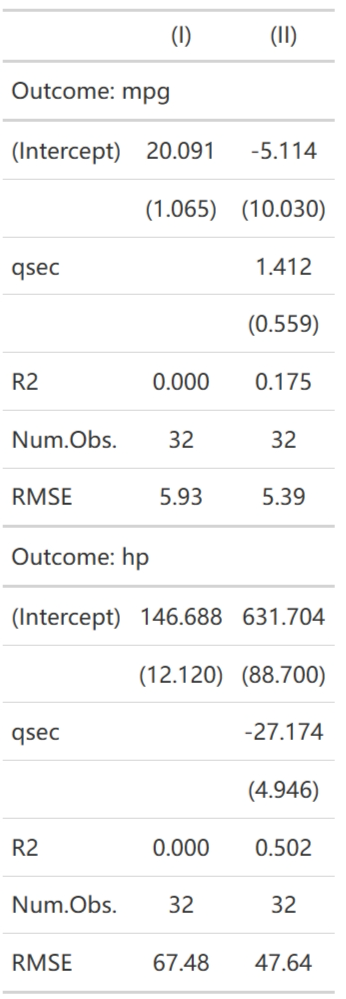 (I) (II)
Outcome: mpg
(Intercept) 20.091 -5.114
(1.065) (10.030)
qsec 1.412
(0.559)
R2 0.000 0.175
Num.Obs. 32 32
RMSE 5.93 5.39
Outcome: hp
(Intercept) 146.688 631.704
(12.120) (88.700)
qsec -27.174
(4.946)
R2 0.000 0.502
Num.Obs. 32 32
RMSE 67.48 47.64